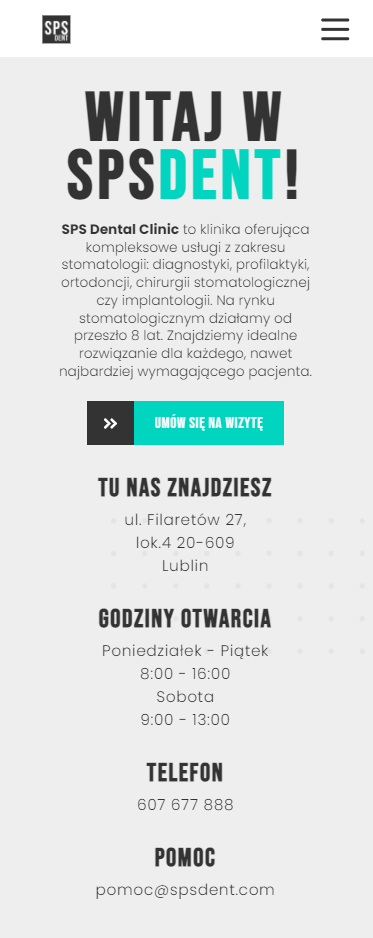 SPS
DENT
WITAJ W
SPSDENT!
SPS Dental Clinic to klinika oferująca
kompleksowe usługi z zakresu
stomatologii: diagnostyki, profilaktyki,
ortodoncji, chirurgii stomatologicznej
czy implantologii. Na rynku
stomatologicznym działamy od
przeszło 8 lat. Znajdziemy idealne
rozwiązanie dla każdego, nawet
najbardziej wymagającego pacjenta.
UMÓW SIĘ NA WIZYTĘ
TU NAS ZNAJDZIESZ
ul. Filaretów 27,
lok.4 20-609
Lublin
GODZINY OTWARCIA
Poniedziałek - Piątek
8:00 - 16:00
Sobota
9:00 - 13:00
TELEFON
607 677 888
POMOC
pomoc@spsdent.com